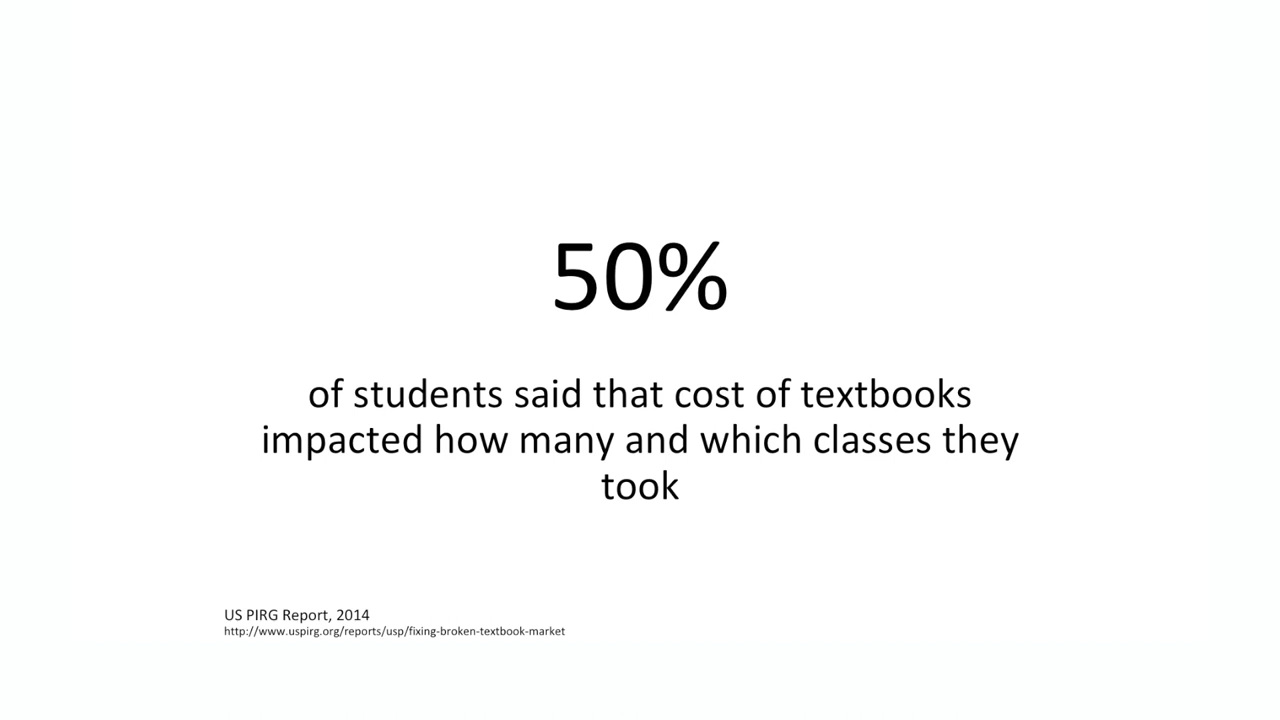 50%
of students said that cost of textbooks
impacted how many and which classes they
took
US PIRG Report, 2014
http://www.uspirg.org/reports/usp/fixing-broken-textbook-market